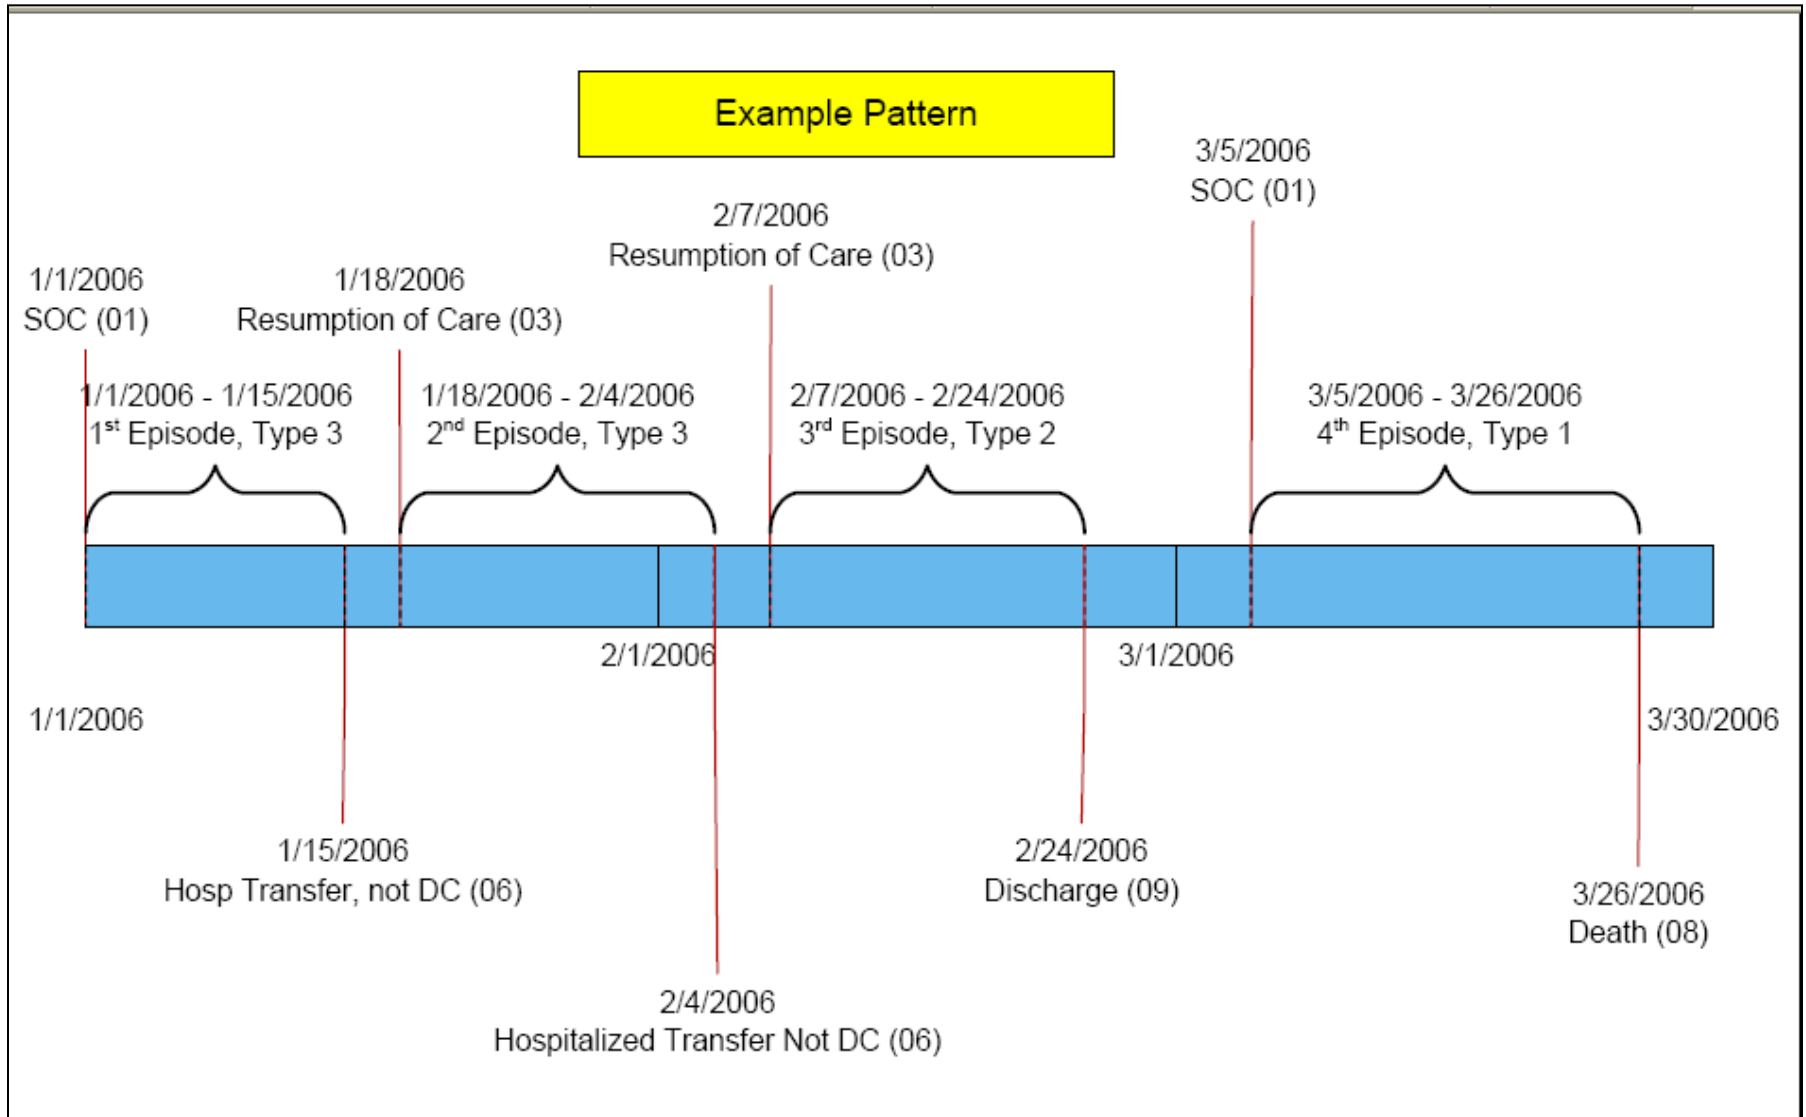 Example Pattern
3/5/2006
SOC (01)
2/7/2006
Resumption of Care (03)
1/1/2006
SOC (01)
1/18/2006
Resumption of Care (03)
1/1/2006 - 1/15/2006
1st Episode, Type 3
1/18/2006 - 2/4/2006
2nd Episode, Type 3
2/7/2006 - 2/24/2006
3rd Episode, Type 2
3/5/2006 - 3/26/2006
4th Episode, Type 1
2/1/2006
3/1/2006
1/1/2006
3/30/2006
1/15/2006
Hosp Transfer, not DC (06)
2/24/2006
Discharge (09)
3/26/2006
Death (08)
2/4/2006
Hospitalized Transfer Not DC (06)